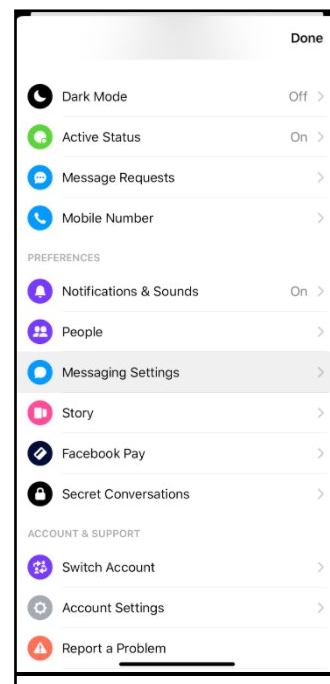 Done
Dark Mode Off
Active Status On
Message Requests
Mobile Number
PREFERENCES
Notifications & Sounds On
People
Messaging Settings
Story
Facebook Pay
Secret Conversations
ACCOUNT & SUPPORT
Switch Account
Account Settings
Report a Problem